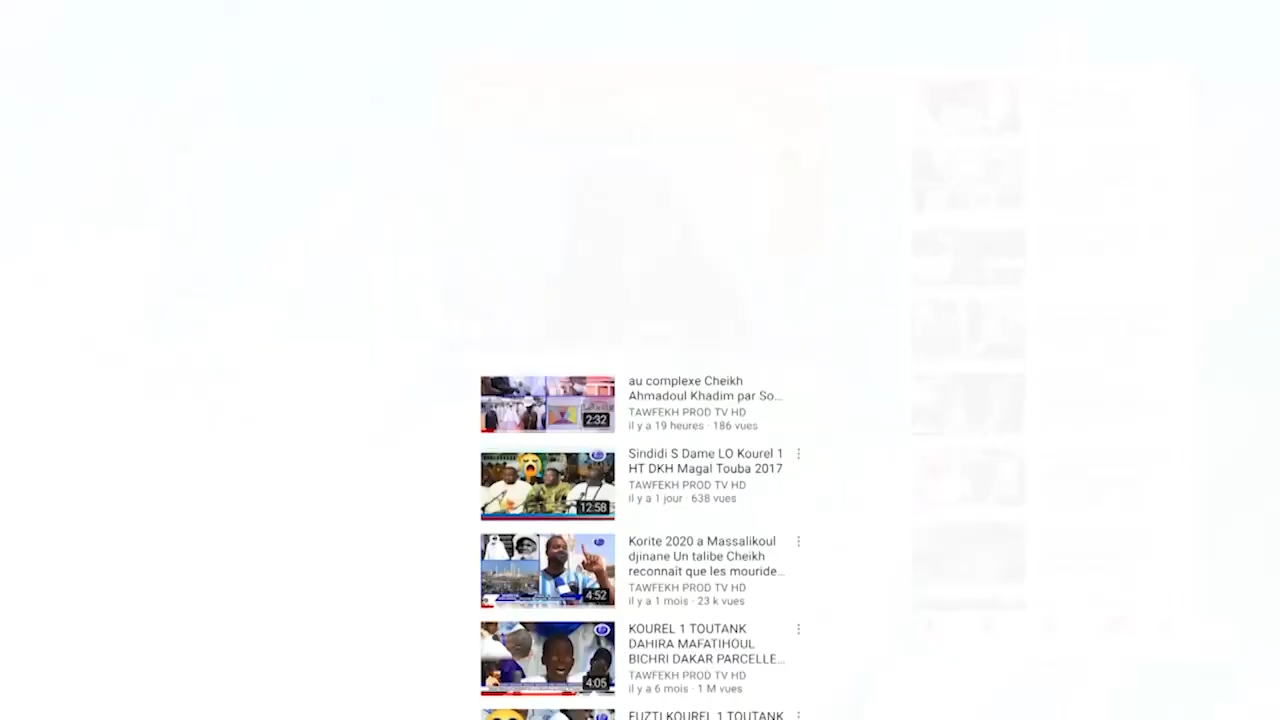 au complexe Cheikh
Ahmadoul Khadim par So...
TAWFEKH PROD TV HD
il y a 19 heures · 186 vues
2:32
Sindidi S Dame LO Kourel 1
HT DKH Magal Touba 2017
TAWFEKH PROD TV HD
il y a 1 jour · 638 vues
12:58
Korite 2020 a Massalikoul
djinane Un talibe Cheikh
reconnait que les mouride...
TAWFEKH PROD TV HD
il y a 1 mois · 23 k vues
4:52
KOUREL 1 TOUTANK
DAHIRA MAFATIHOUL
BICHRI DAKAR PARCELLE...
TAWFEKH PROD TV HD
il y a 6 mois · 1 M vues
4:05
FUZTI KOUREL 1 TOUTANK